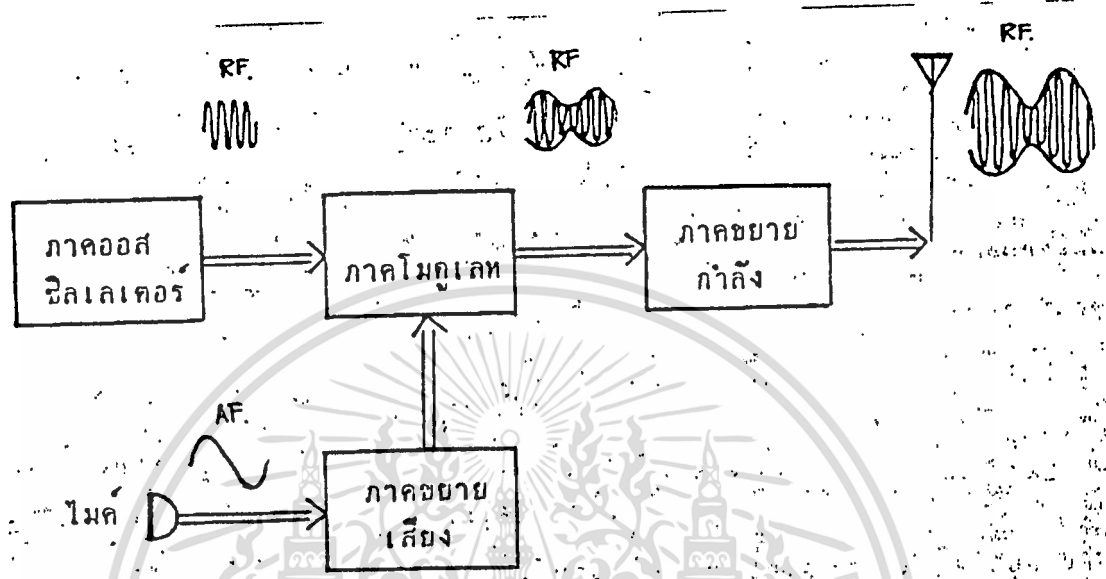 RF.
RF
RF.
ภาคออส
ซิลเลเตอร์
ภาคโมดูเลท
ภาคขยาย
กำลัง
AF.
ไมค์
ภาคขยาย
เสียง